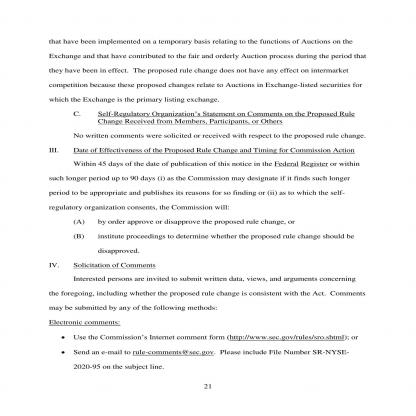 that have been implemented on a temporary basis relating to the functions of Auctions on the
Exchange and that have contributed to the fair and orderly Auction process during the period that
they have been in effect.  The proposed rule change does not have any effect on intermarket
competition because these proposed changes relate to Auctions in Exchange-listed securities for
which the Exchange is the primary listing exchange.
C. Self-Regulatory Organization's Statement on Comments on the Proposed Rule
Change Received from Members, Participants, or Others
No written comments were solicited or received with respect to the proposed rule change.
III. Date of Effectiveness of the Proposed Rule Change and Timing for Commission Action
Within 45 days of the date of publication of this notice in the Federal Register or within
such longer period up to 90 days (i) as the Commission may designate if it finds such longer
period to be appropriate and publishes its reasons for so finding or (ii) as to which the self-
regulatory organization consents, the Commission will:
(A) by order approve or disapprove the proposed rule change, or
(B) institute proceedings to determine whether the proposed rule change should be
disapproved.
IV. Solicitation of Comments
Interested persons are invited to submit written data, views, and arguments concerning
the foregoing, including whether the proposed rule change is consistent with the Act.  Comments
may be submitted by any of the following methods:
Electronic comments:
• Use the Commission's Internet comment form (http://www.sec.gov/rules/sro.shtml); or
• Send an e-mail to rule-comments@sec.gov.  Please include File Number SR-NYSE-
2020-95 on the subject line.
21